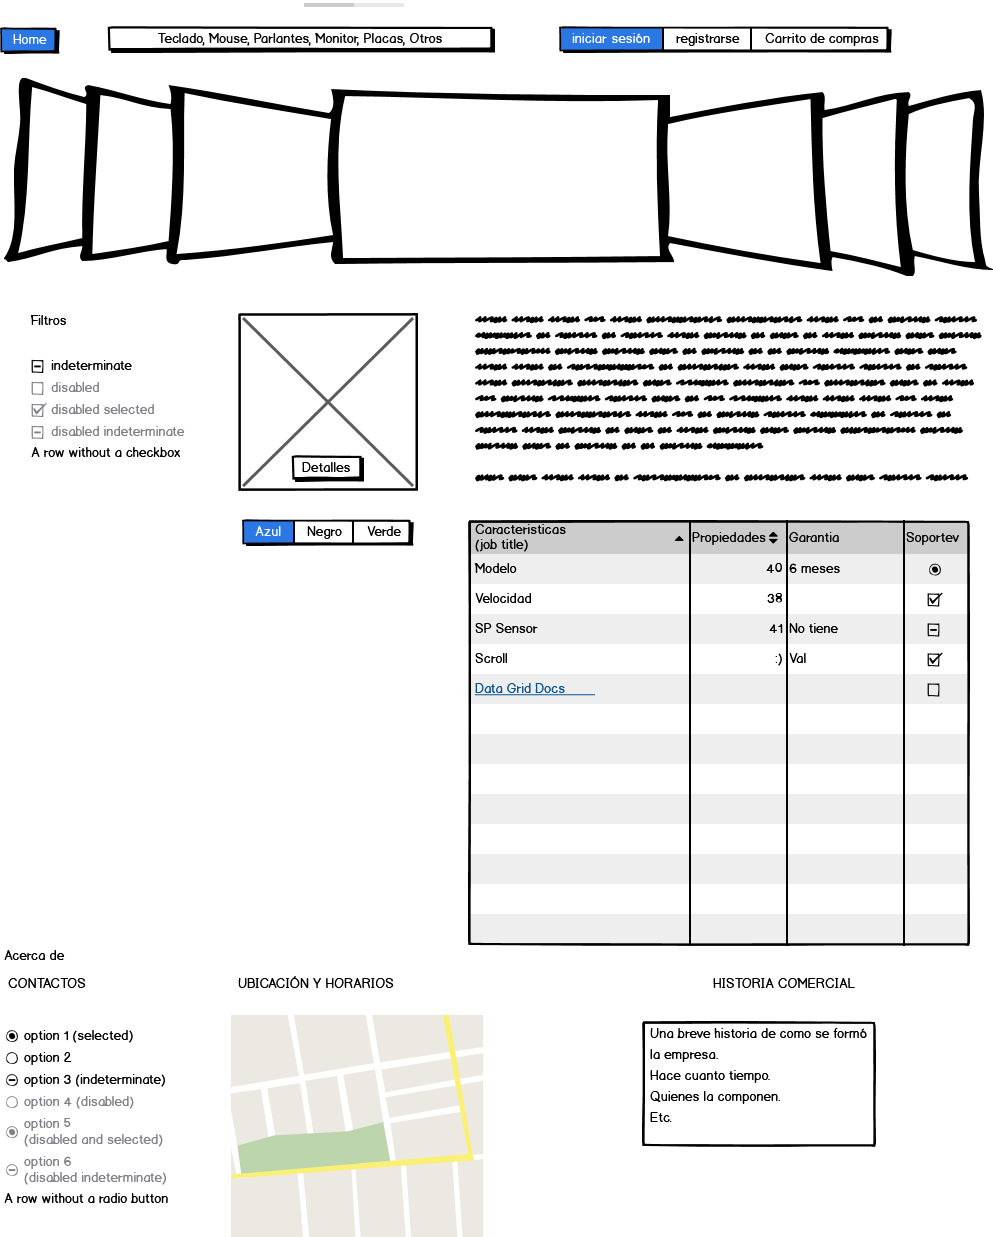 Home
Teclado, Mouse, Parlantes, Monitor, Placas, Otros
iniciar sesión
registrarse
Carrito de compras
Filtros
indeterminate
disabled
disabled selected
disabled indeterminate
A row without a checkbox
Detalles
Azul
Negro
Verde
Caracteristicas
(job title)
Propiedades
Garantia
Soportev
Modelo
40
6 meses
Velocidad
38
SP Sensor
41
No tiene
Scroll
:)
Val
Data Grid Docs
Acerca de
CONTACTOS
option 1 (selected)
option 2
option 3 (indeterminate)
option 4 (disabled)
option 5
(disabled and selected)
option 6
(disabled indeterminate)
A row without a radio button
UBICACIÓN Y HORARIOS
HISTORIA COMERCIAL
Una breve historia de como se formó
la empresa.
Hace cuanto tiempo.
Quienes la componen.
Etc.